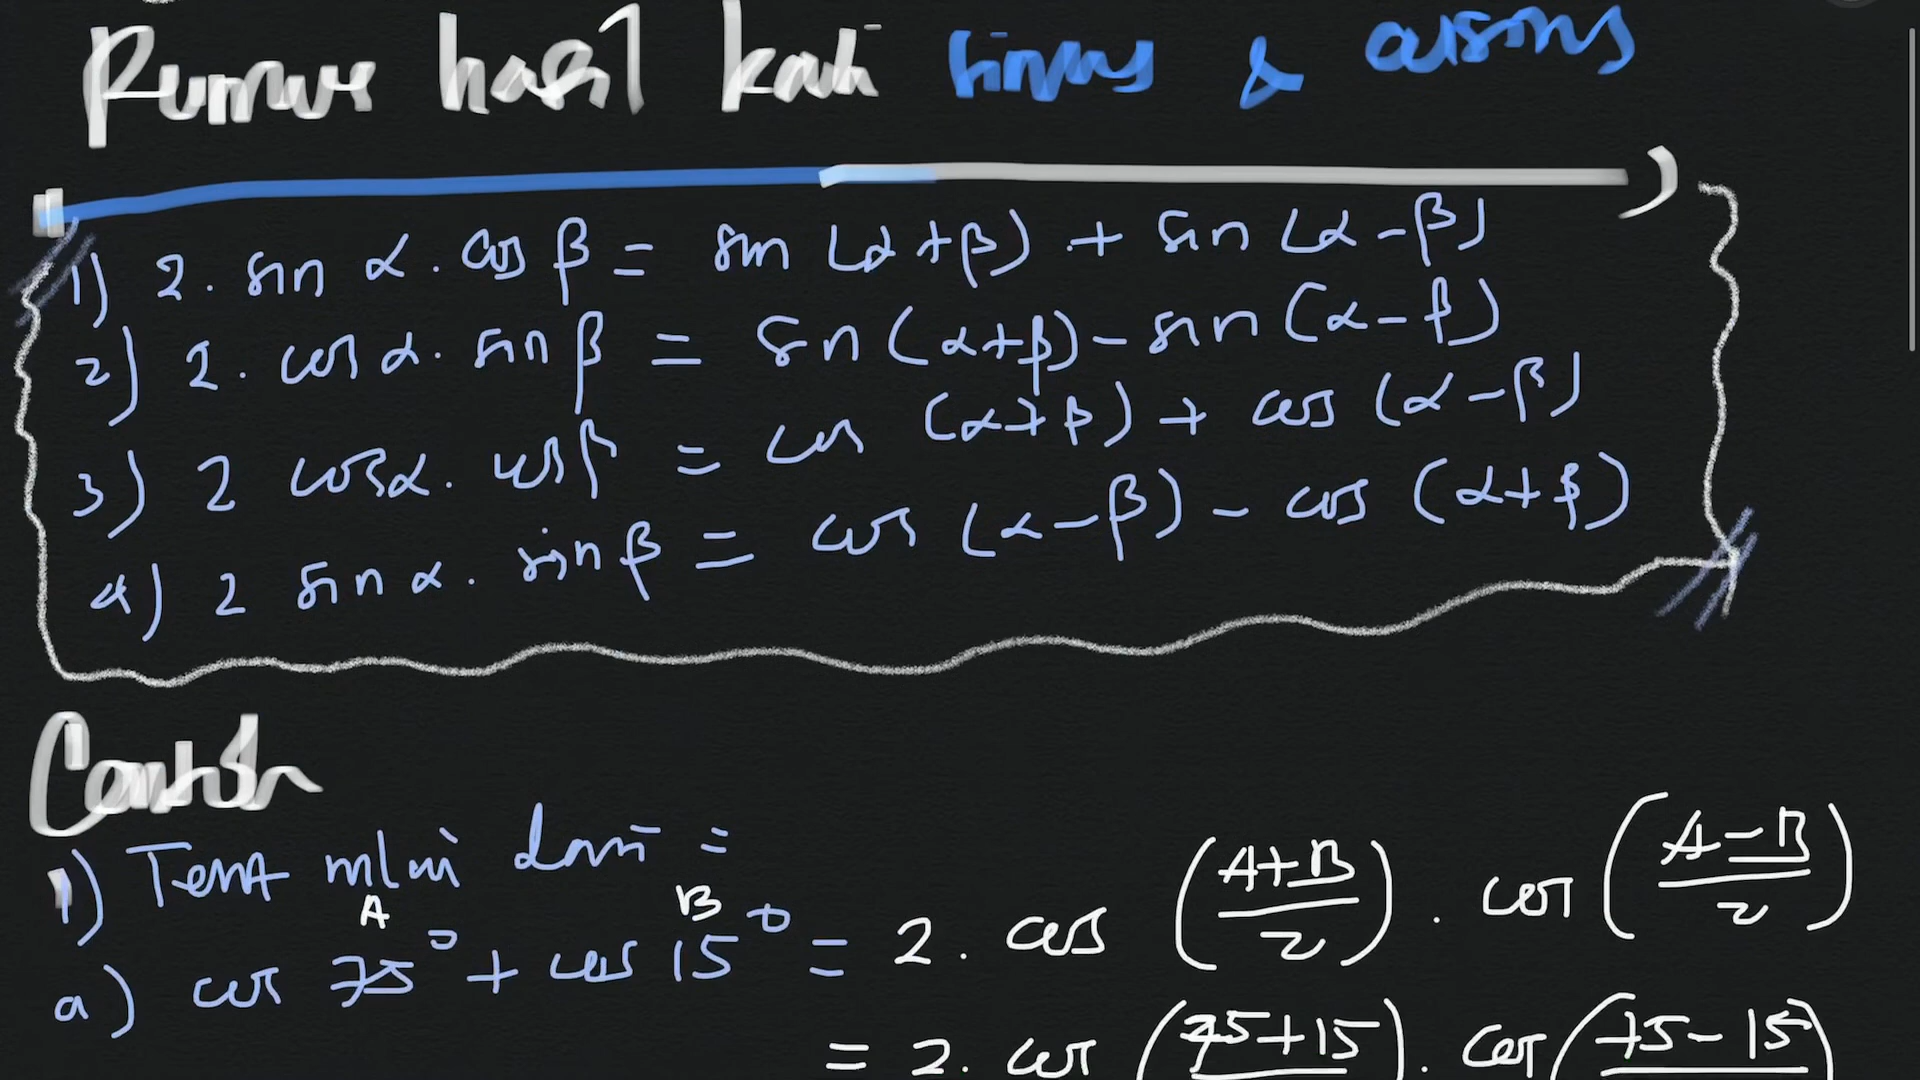 Rumus hasil kali sinus & cosinus
1) 2 . sin α . cos β = sin (α + β) + sin (α - β)
2) 2 . cos α . sin β = sin (α + β) - sin (α - β)
3) 2 cos α . cos β = cos (α + β) + cos (α - β)
4) 2 sin α . sin β = cos (α - β) - cos (α + β)
Contoh
1) Tent nilai dari =
A B
a) cos 75° + cos 15° = 2 . cos ((A+B)/2) . cos ((A-B)/2)
= 2 . cos (75+15) . cos (75-15)